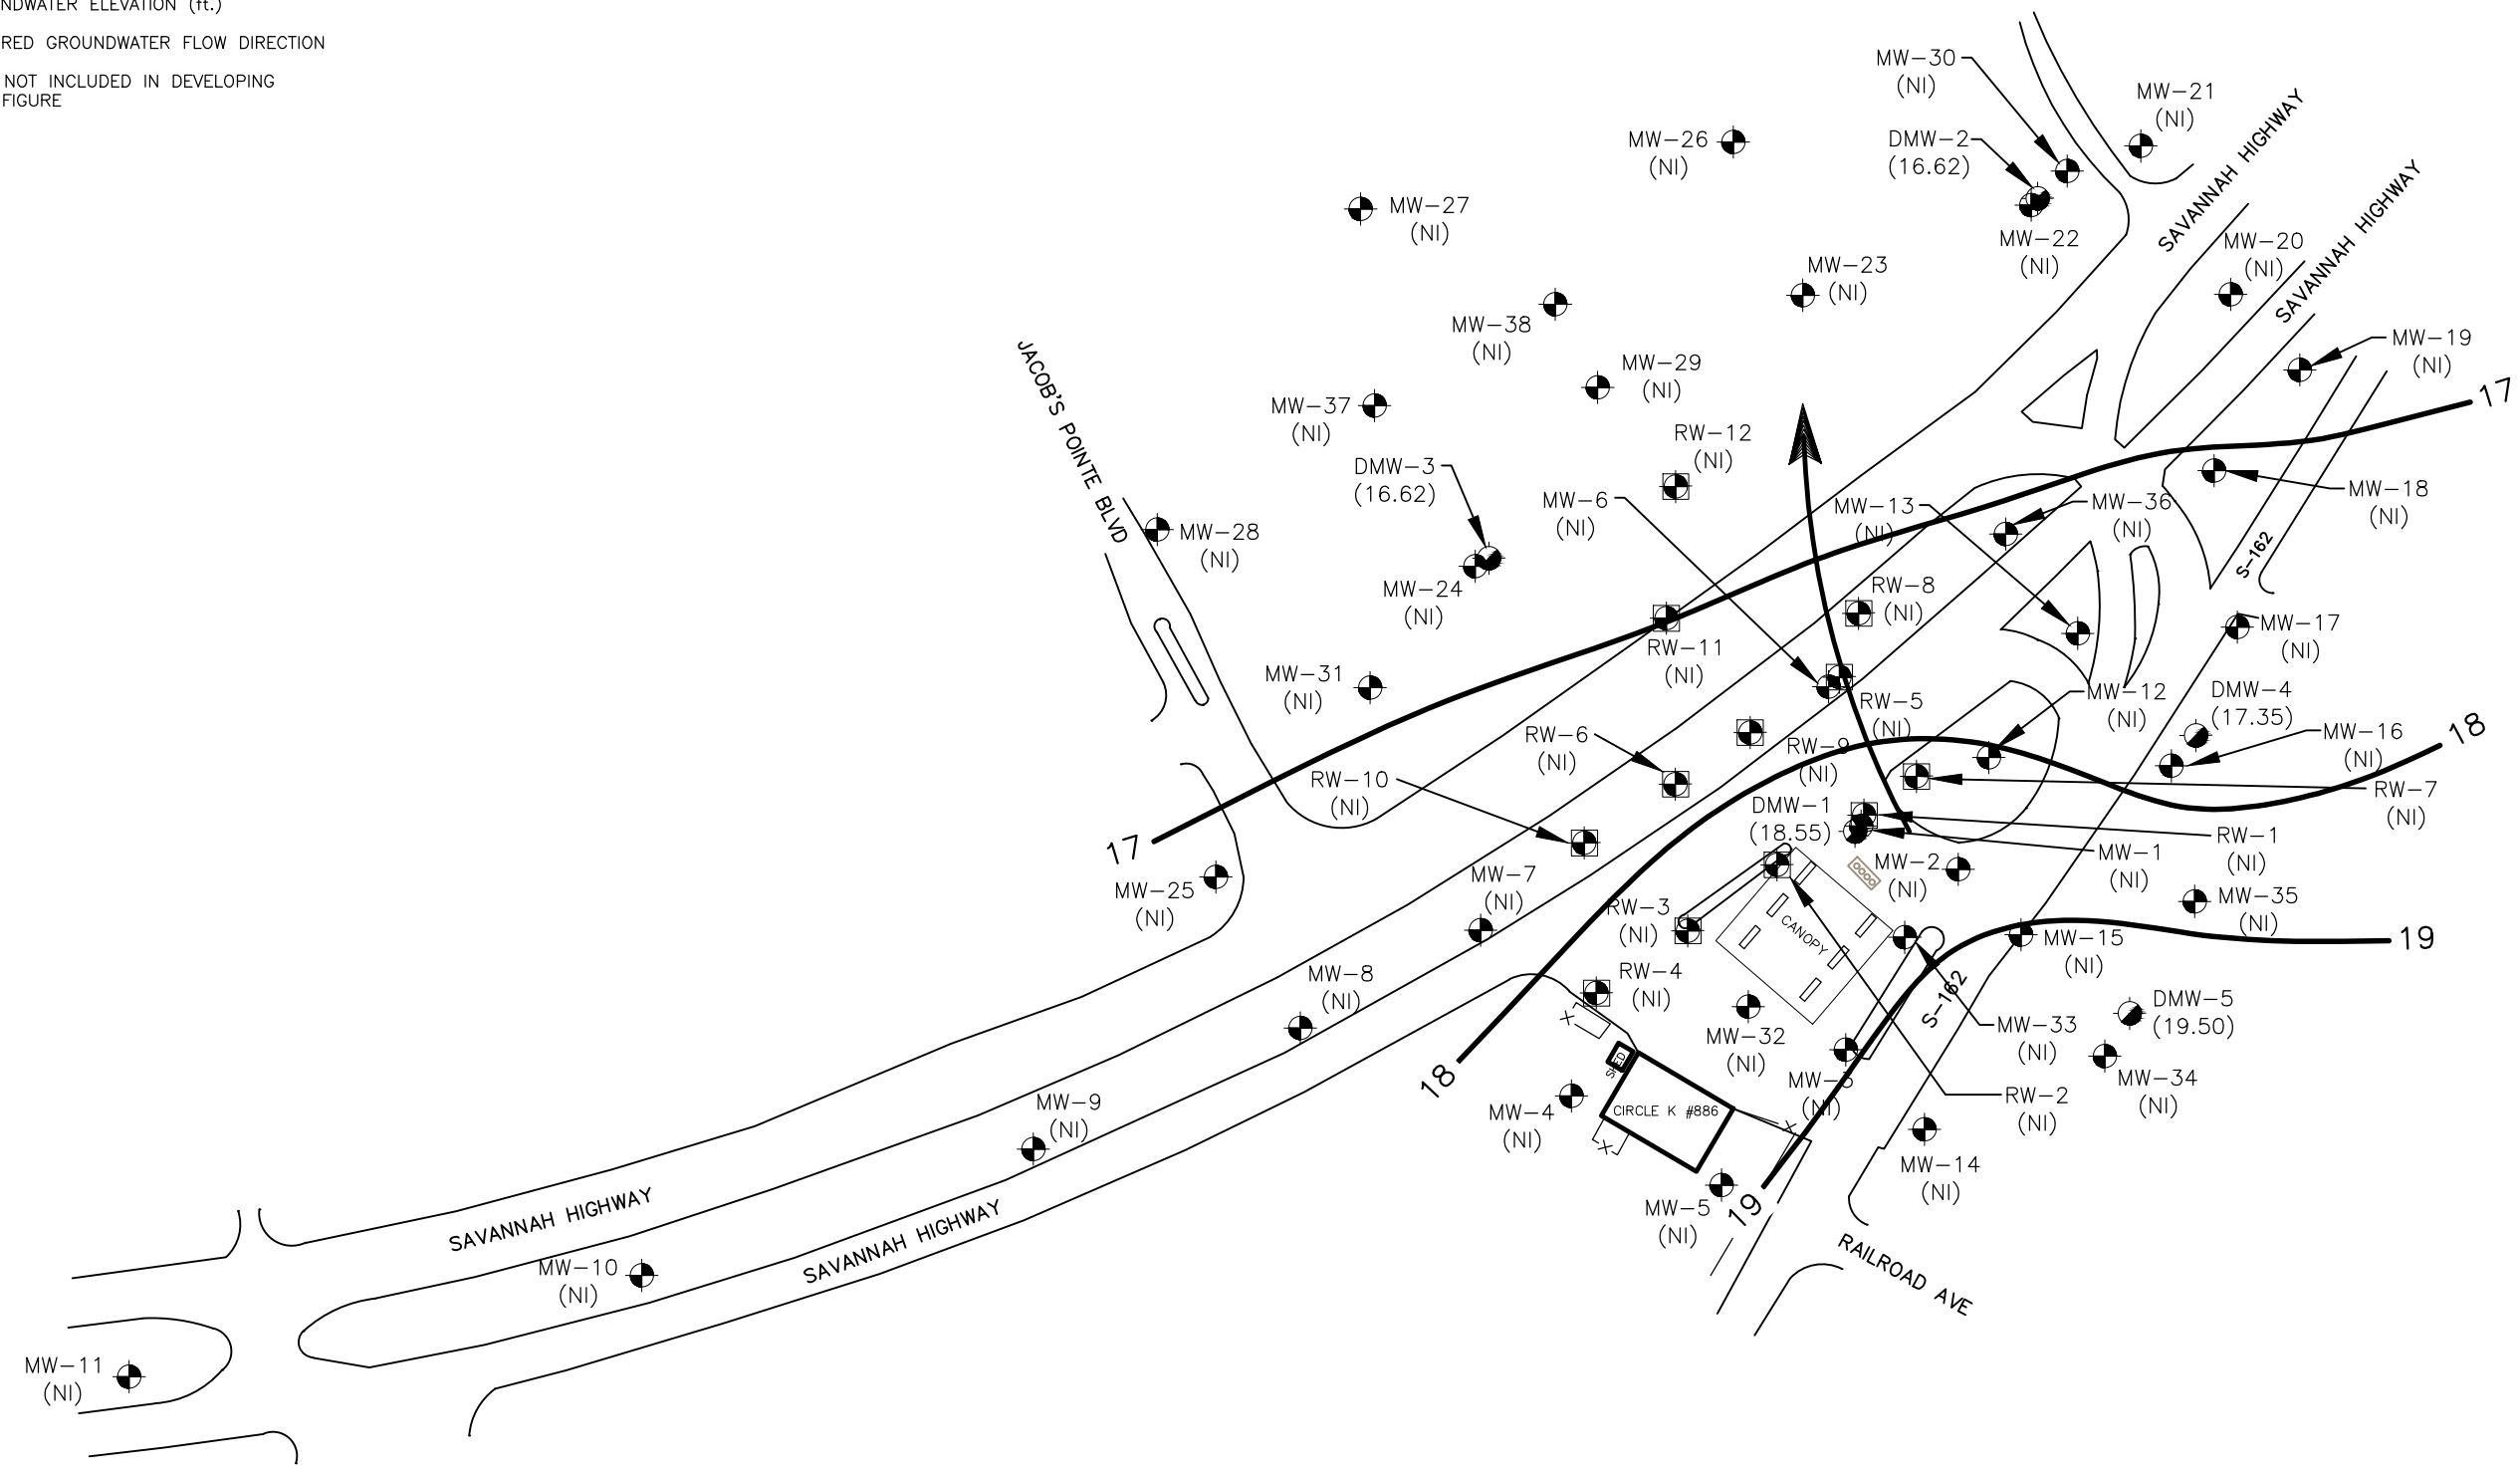 NDWATER ELEVATION (ft.)
RED GROUNDWATER FLOW DIRECTION
NOT INCLUDED IN DEVELOPING
FIGURE
MW-30
(NI)
MW-21
(NI)
MW-26
(NI)
DMW-2
(16.62)
SAVANNAH HIGHWAY
SAVANNAH HIGHWAY
MW-27
(NI)
MW-22
(NI)
MW-20
(NI)
MW-23
(NI)
MW-38
(NI)
MW-19
(NI)
JACOB'S POINTE BLVD
MW-29
(NI)
17
MW-37
(NI)
RW-12
(NI)
DMW-3
(16.62)
MW-6
(NI)
MW-13
(NI)
MW-36
(NI)
MW-18
(NI)
MW-28
(NI)
S-162
MW-24
(NI)
RW-8
(NI)
MW-17
(NI)
RW-11
(NI)
MW-31
(NI)
RW-5
(NI)
MW-12
(NI)
DMW-4
(17.35)
RW-6
(NI)
RW-9
(NI)
MW-16
(NI)
18
RW-10
(NI)
RW-7
(NI)
DMW-1
(18.55)
RW-1
(NI)
17
MW-1
(NI)
MW-2
(NI)
MW-25
(NI)
MW-7
(NI)
MW-35
(NI)
RW-3
(NI)
CANOPY
MW-15
(NI)
19
MW-8
(NI)
RW-4
(NI)
S-162
DMW-5
(19.50)
X
MW-32
(NI)
MW-33
(NI)
SHED
18
MW-3
(NI)
MW-34
(NI)
RW-2
(NI)
MW-9
(NI)
MW-4
(NI)
CIRCLE K #886
X
X
MW-14
(NI)
MW-5
(NI)
19
SAVANNAH HIGHWAY
SAVANNAH HIGHWAY
RAILROAD AVE
MW-10
(NI)
MW-11
(NI)